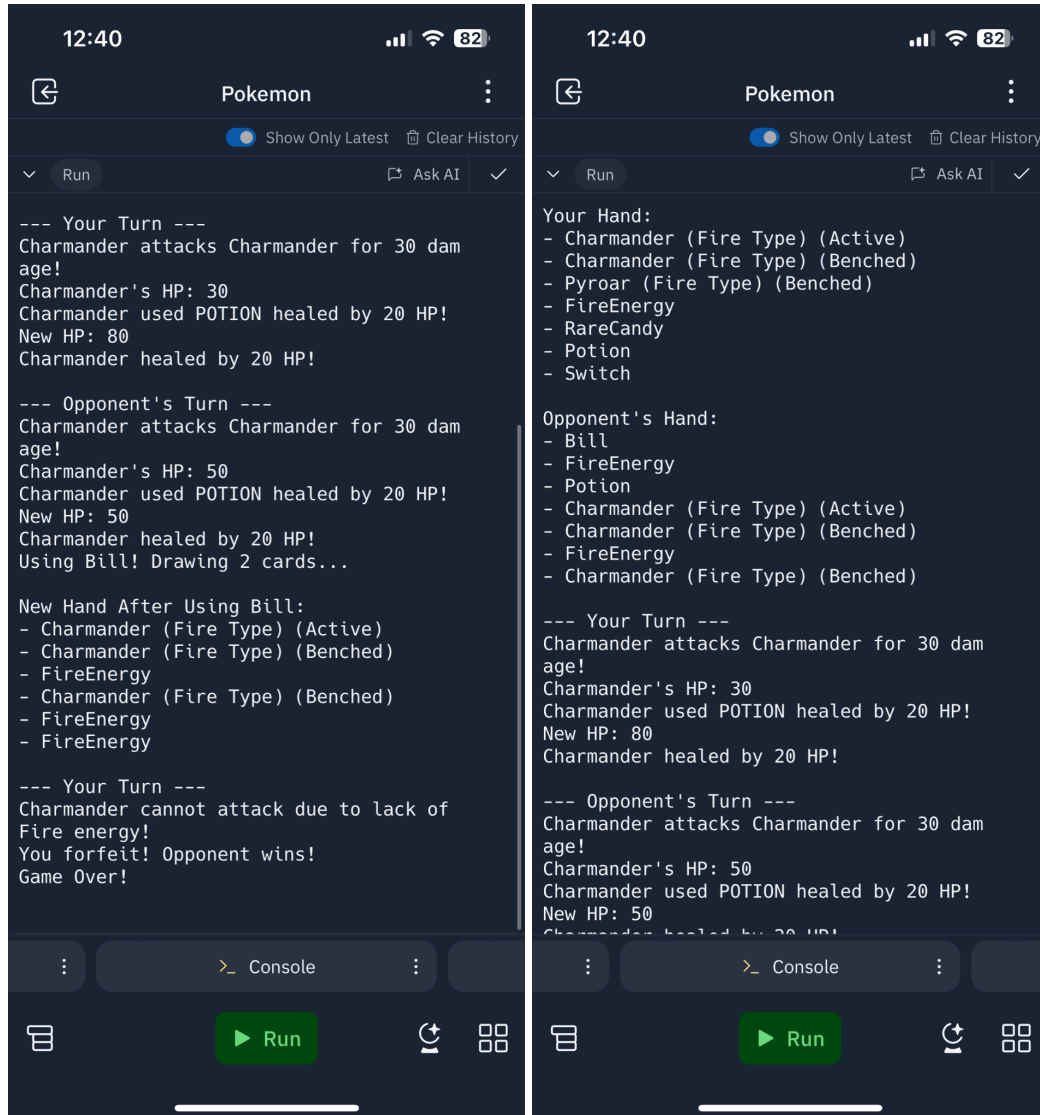 12:40
82
Pokemon
Show Only Latest
Clear History
Run
Ask AI
--- Your Turn ---
Charmander attacks Charmander for 30 dam
age!
Charmander's HP: 30
Charmander used POTION healed by 20 HP!
New HP: 80
Charmander healed by 20 HP!
--- Opponent's Turn ---
Charmander attacks Charmander for 30 dam
age!
Charmander's HP: 50
Charmander used POTION healed by 20 HP!
New HP: 50
Charmander healed by 20 HP!
Using Bill! Drawing 2 cards...
New Hand After Using Bill:
- Charmander (Fire Type) (Active)
- Charmander (Fire Type) (Benched)
- FireEnergy
- Charmander (Fire Type) (Benched)
- FireEnergy
- FireEnergy
--- Your Turn ---
Charmander cannot attack due to lack of
Fire energy!
You forfeit! Opponent wins!
Game Over!
>_ Console
Run
12:40
82
Pokemon
Show Only Latest
Clear History
Run
Ask AI
Your Hand:
- Charmander (Fire Type) (Active)
- Charmander (Fire Type) (Benched)
- Pyroar (Fire Type) (Benched)
- FireEnergy
- RareCandy
- Potion
- Switch
Opponent's Hand:
- Bill
- FireEnergy
- Potion
- Charmander (Fire Type) (Active)
- Charmander (Fire Type) (Benched)
- FireEnergy
- Charmander (Fire Type) (Benched)
--- Your Turn ---
Charmander attacks Charmander for 30 dam
age!
Charmander's HP: 30
Charmander used POTION healed by 20 HP!
New HP: 80
Charmander healed by 20 HP!
--- Opponent's Turn ---
Charmander attacks Charmander for 30 dam
age!
Charmander's HP: 50
Charmander used POTION healed by 20 HP!
New HP: 50
Charmander healed by 20 HP!
>_ Console
Run